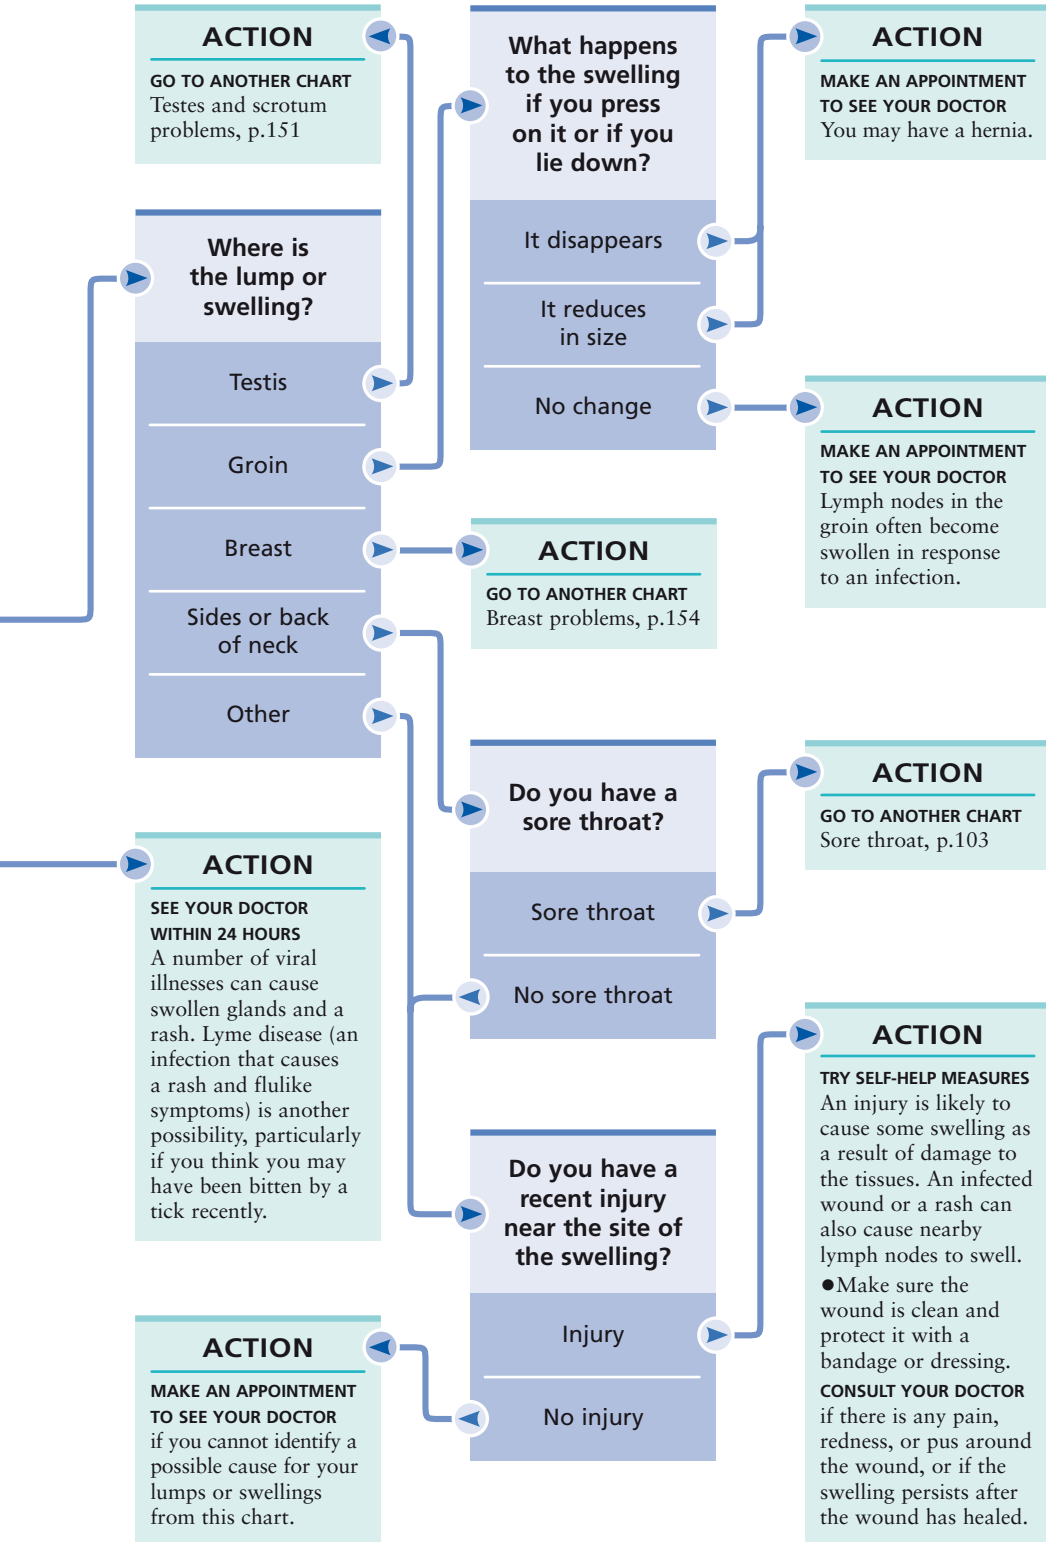 ACTION
GO TO ANOTHER CHART
Testes and scrotum
problems, p.151
Where is
the lump or
swelling?
Testis
Groin
Breast
Sides or back
of neck
Other
ACTION
SEE YOUR DOCTOR
WITHIN 24 HOURS
A number of viral
illnesses can cause
swollen glands and a
rash. Lyme disease (an
infection that causes
a rash and flulike
symptoms) is another
possibility, particularly
if you think you may
have been bitten by a
tick recently.
ACTION
MAKE AN APPOINTMENT
TO SEE YOUR DOCTOR
if you cannot identify a
possible cause for your
lumps or swellings
from this chart.
What happens
to the swelling
if you press
on it or if you
lie down?
It disappears
It reduces
in size
No change
ACTION
GO TO ANOTHER CHART
Breast problems, p.154
Do you have a
sore throat?
Sore throat
No sore throat
Do you have a
recent injury
near the site of
the swelling?
Injury
No injury
ACTION
MAKE AN APPOINTMENT
TO SEE YOUR DOCTOR
You may have a hernia.
ACTION
MAKE AN APPOINTMENT
TO SEE YOUR DOCTOR
Lymph nodes in the
groin often become
swollen in response
to an infection.
ACTION
GO TO ANOTHER CHART
Sore throat, p.103
ACTION
TRY SELF-HELP MEASURES
An injury is likely to
cause some swelling as
a result of damage to
the tissues. An infected
wound or a rash can
also cause nearby
lymph nodes to swell.
●Make sure the
wound is clean and
protect it with a
bandage or dressing.
CONSULT YOUR DOCTOR
if there is any pain,
redness, or pus around
the wound, or if the
swelling persists after
the wound has healed.